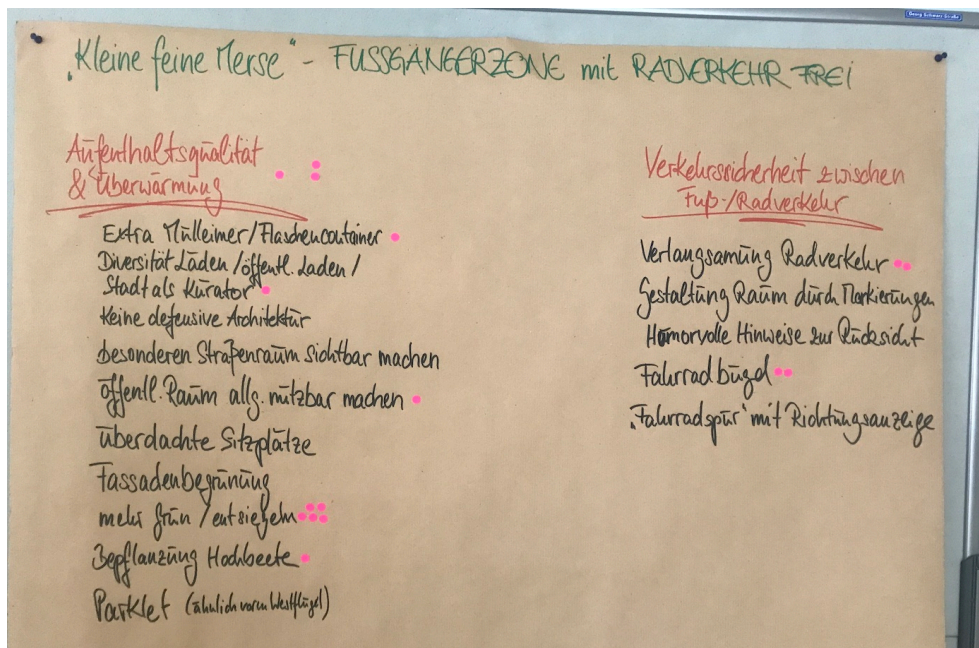 „Kleine feine Merse“ - FUSSGÄNGERZONE mit RADVERKEHR FREI
Aufenthaltsqualität
& Überwärmung
Extra Mülleimer/Flaschencontainer
Diversität Läden/öffentl. Laden/
Stadt als Kurator
Keine defensive Architektur
besonderen Straßenraum sichtbar machen
öffentl. Raum allg. nutzbar machen
überdachte Sitzplätze
Fassadenbegrünung
mehr Grün/entsiegeln
Bepflanzung Hochbeete
Parklet (ähnlich vorm Westflügel)
Verkehrssicherheit zwischen
Fuß-/Radverkehr
Verlangsamung Radverkehr
Gestaltung Raum durch Markierungen
Humorvolle Hinweise zur Rücksicht
Fahrradbügel
„Fahrradspur“ mit Richtungsanzeige
Georg-Schwarz-Straße